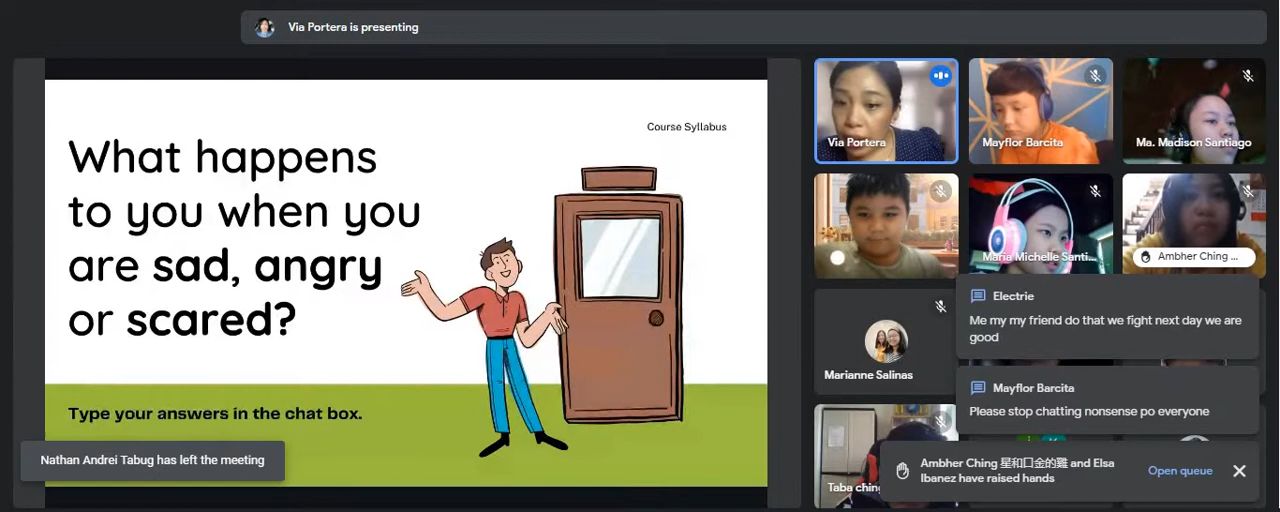 Via Portera is presenting
Course Syllabus
What happens
to you when you
are sad, angry
or scared?
Type your answers in the chat box.
Nathan Andrei Tabug has left the meeting
Via Portera
Mayflor Barcita
Ma. Madison Santiago
Maria Michelle Santi...
Ambher Ching ...
Marianne Salinas
Taba ching
Electrie
Me my my friend do that we fight next day we are
good
Mayflor Barcita
Please stop chatting nonsense po everyone
Ambher Ching 星和口金的雞 and Elsa
Ibanez have raised hands
Open queue